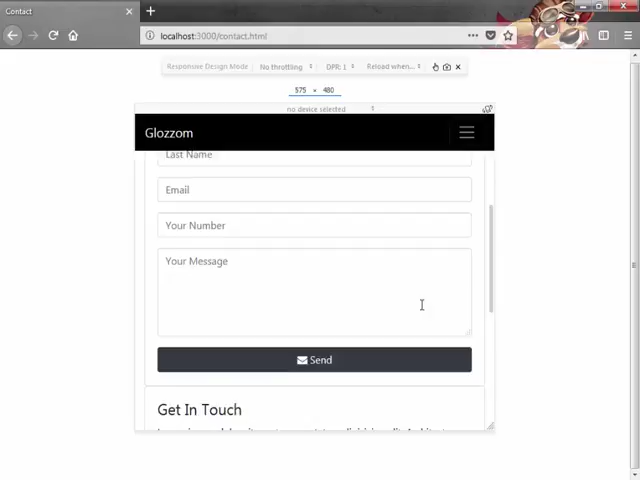 Contact
localhost:3000/contact.html
Responsive Design Mode No throttling DPR: 1 Reload when...
575 × 480
no device selected
Glozzom
Last Name
Email
Your Number
Your Message
Send
Get In Touch